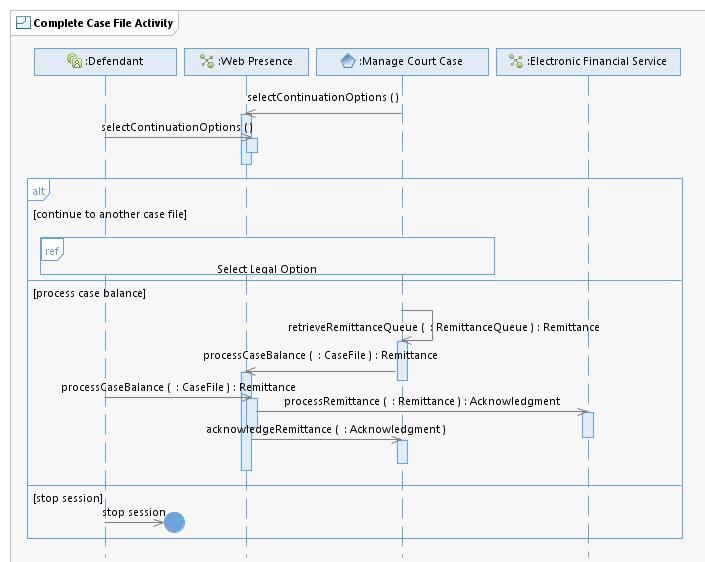 Complete Case File Activity
:Defendant
:Web Presence
:Manage Court Case
:Electronic Financial Service
selectContinuationOptions ( )
selectContinuationOptions ( )
alt
[continue to another case file]
ref
Select Legal Option
[process case balance]
retrieveRemittanceQueue ( : RemittanceQueue ) : Remittance
processCaseBalance ( : CaseFile ) : Remittance
processCaseBalance ( : CaseFile ) : Remittance
processRemittance ( : Remittance ) : Acknowledgment
acknowledgeRemittance ( : Acknowledgment )
[stop session]
stop session